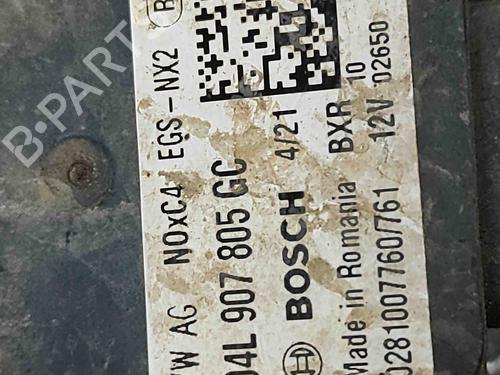 VW AG NOxC4 EGS-NX2 R
04L 907 805 GC
BOSCH 4/21
Made in Romania BXR 10
0281007760/761 12V 02650
B-PARTS